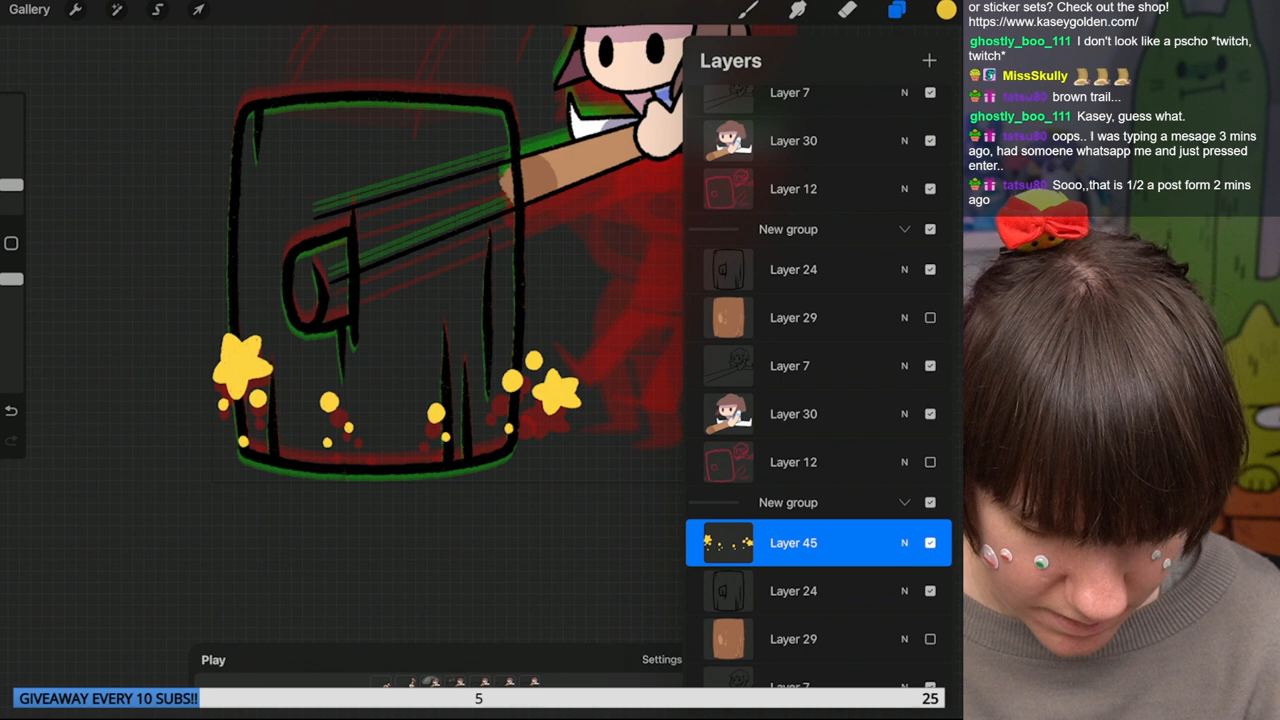 Gallery
Layers
Layer 7 N
Layer 30 N
Layer 12 N
New group
Layer 24 N
Layer 29 N
Layer 7 N
Layer 30 N
Layer 12 N
New group
Layer 45 N
Layer 24 N
Layer 29 N
Play
Settings
GIVEAWAY EVERY 10 SUBS!! 5 25
or sticker sets? Check out the shop!
https://www.kaseygolden.com/
ghostly_boo_111 I don't look like a pscho *twitch,
twitch*
MissSkully
tatsu80 brown trail...
ghostly_boo_111 Kasey, guess what.
tatsu80 oops.. I was typing a mesage 3 mins
ago, had somoene whatsapp me and just pressed
enter..
tatsu80 Sooo,,that is 1/2 a post form 2 mins
ago